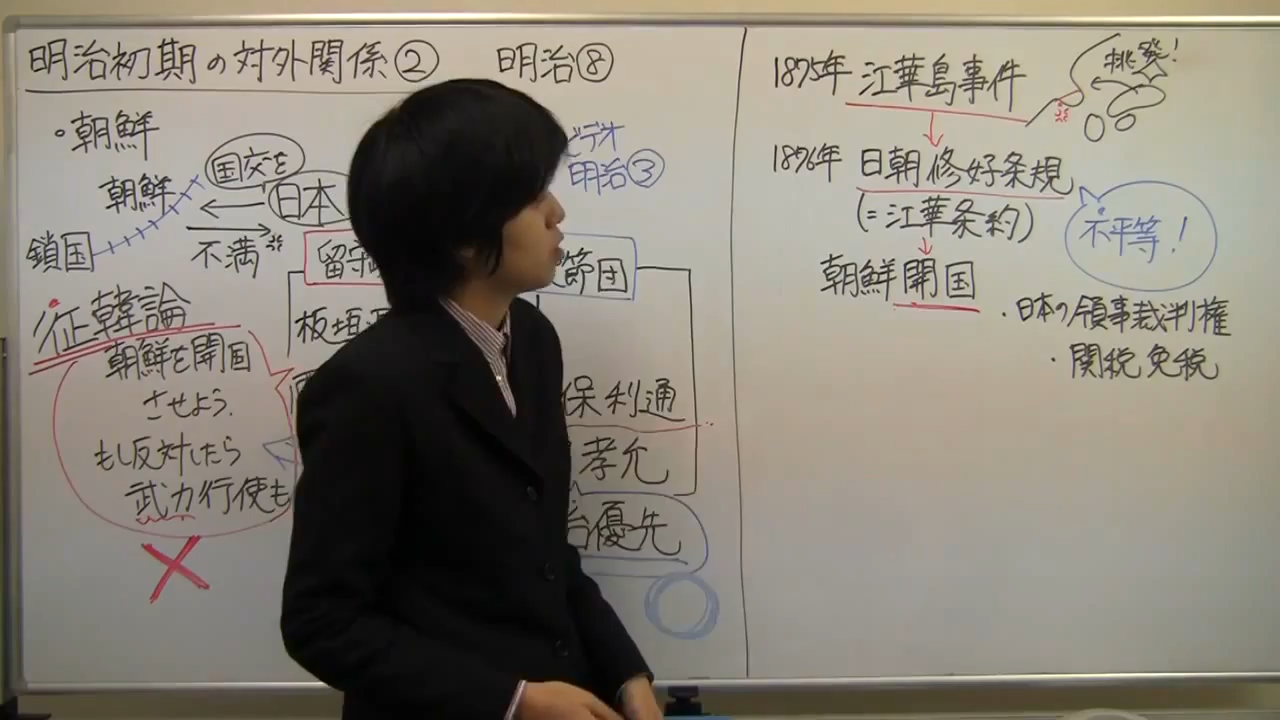 明治初期の対外関係② 明治⑧
・朝鮮
国交を
朝鮮
日本
鎖国
不満
ビデオ
明治③
征韓論
朝鮮を開国
させよう.
もし反対したら
武力行使も
留守
節団
板垣
保利通
孝允
治優先
1875年 江華島事件
挑発!
1876年 日朝修好条規
(=江華条約)
不平等!
朝鮮開国
・日本の領事裁判権
・関税免税